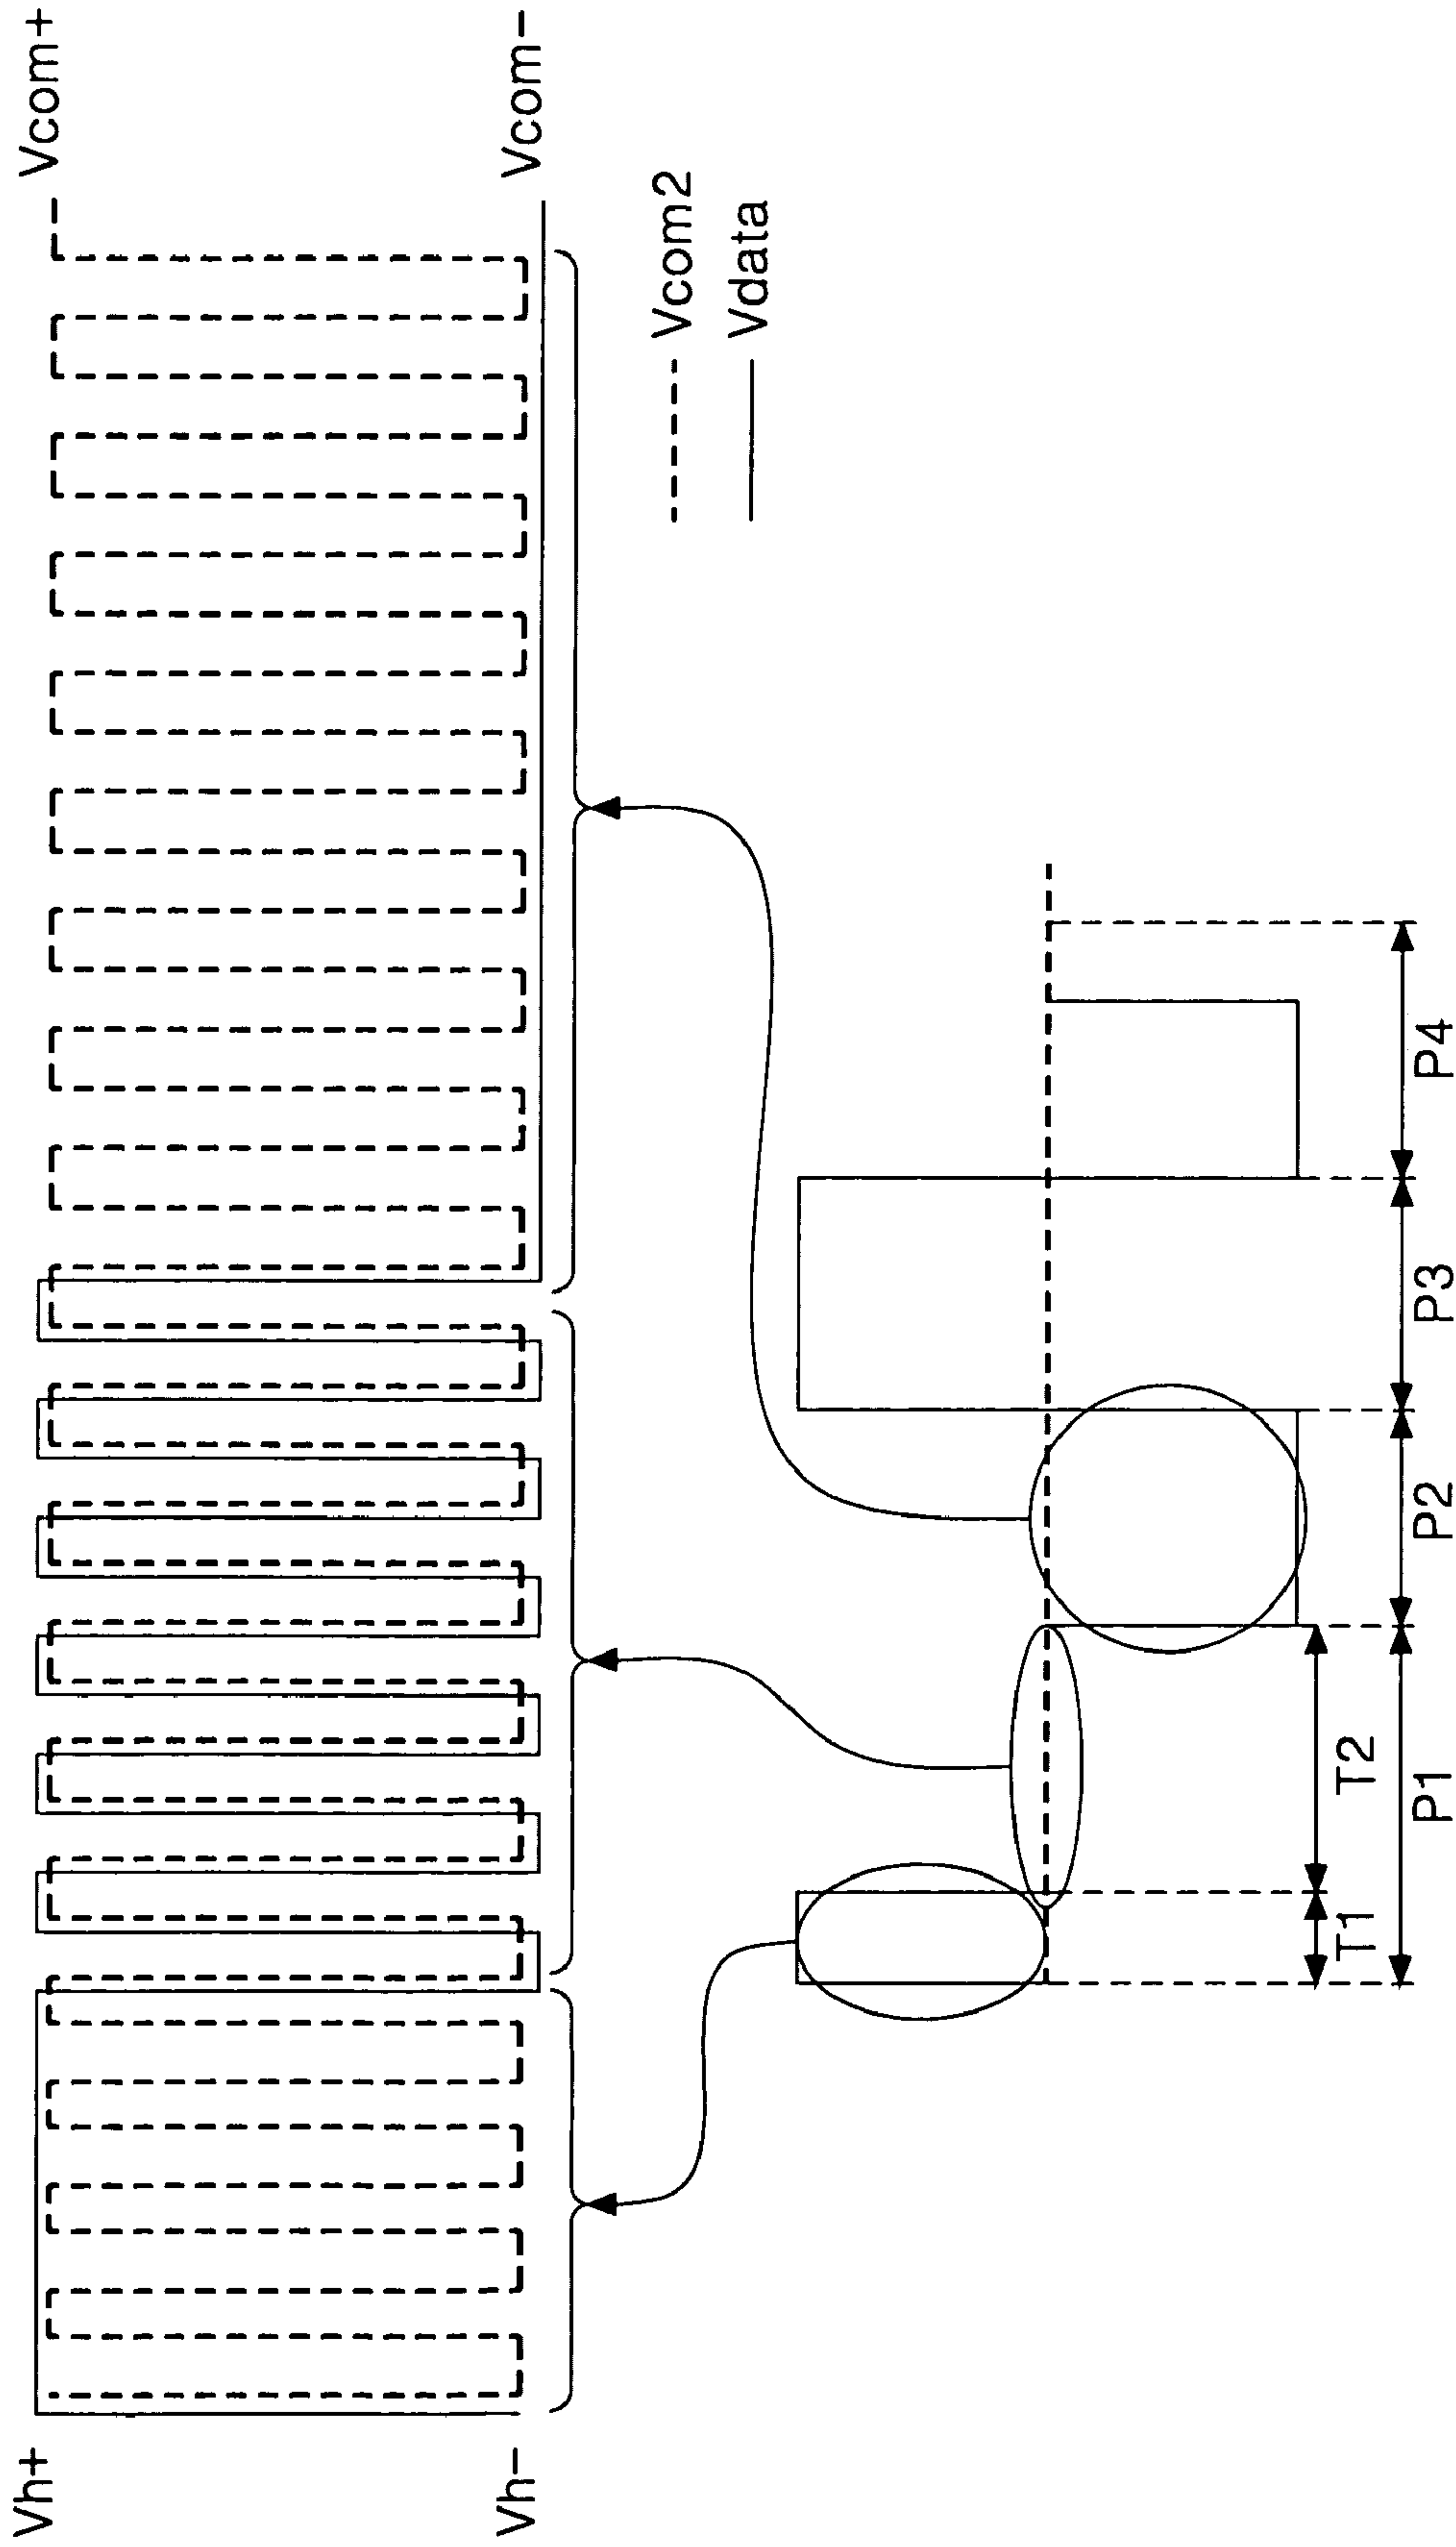 Vh+
Vcom+
Vh-
Vcom-
Vcom2
Vdata
T1
T2
P1
P2
P3
P4